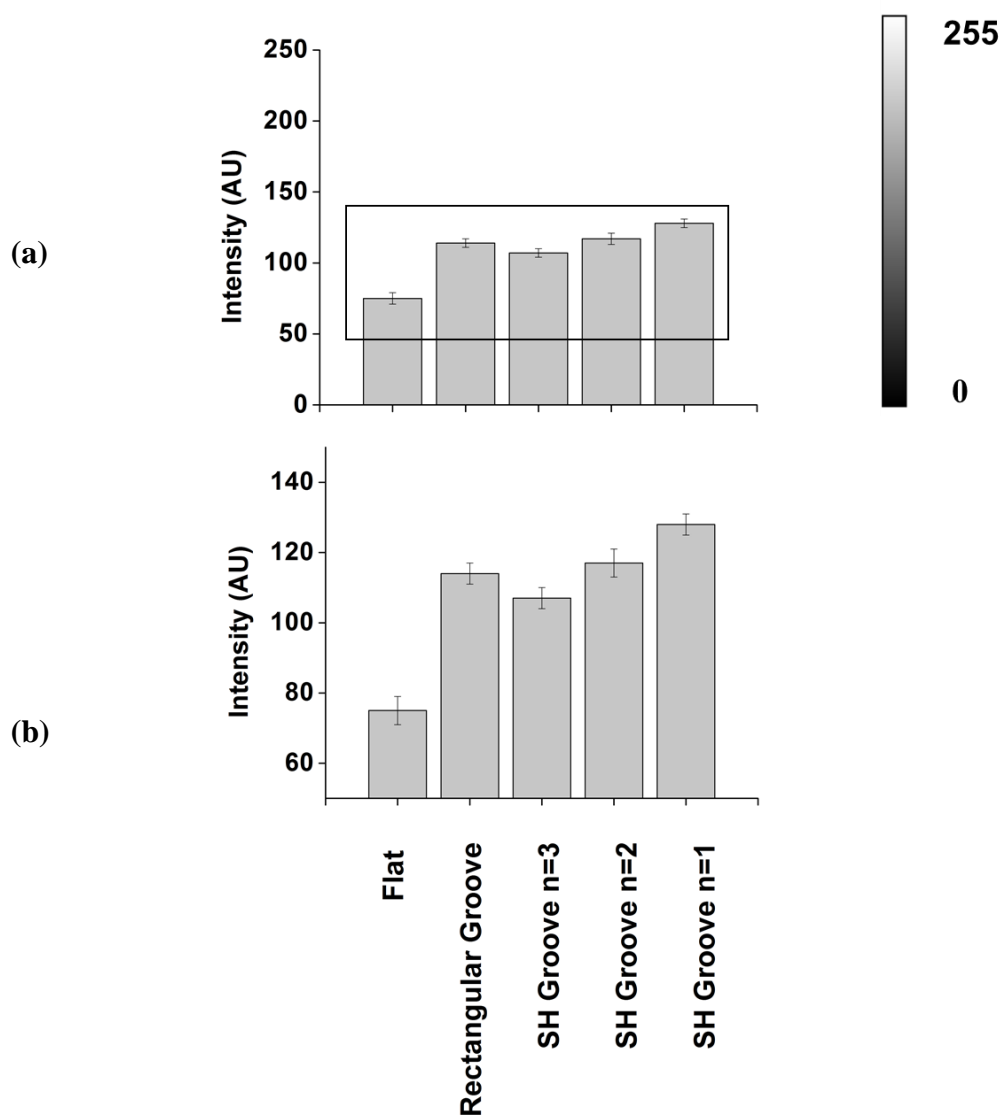 255
250
200
150
100
50
0
Intensity (AU)
(a)
0
140
120
100
80
60
Intensity (AU)
(b)
Flat
Rectangular Groove
SH Groove n=3
SH Groove n=2
SH Groove n=1